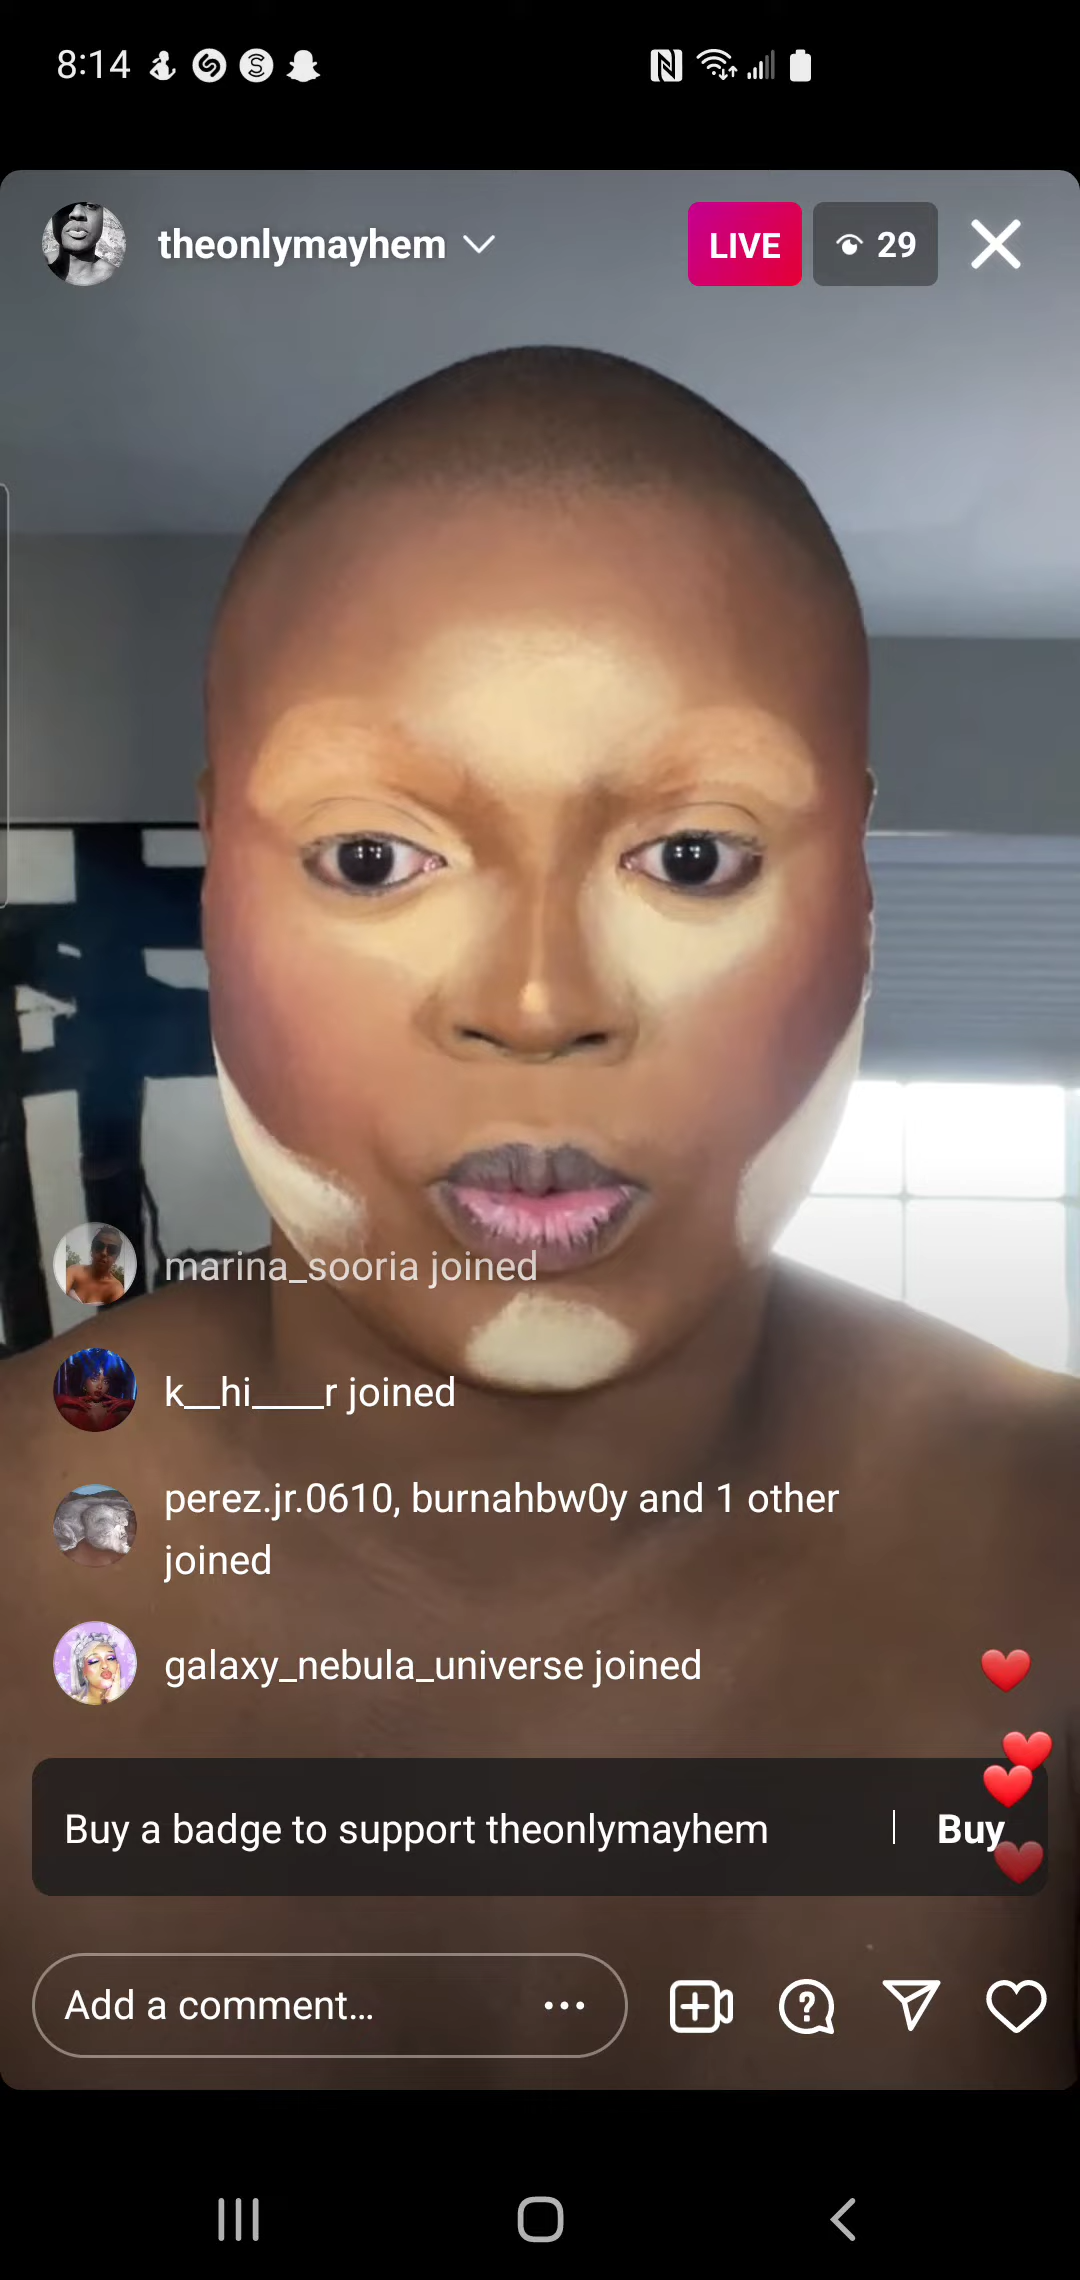 8:14
theonlymayhem
LIVE
29
marina_sooria joined
k__hi____r joined
perez.jr.0610, burnahbw0y and 1 other
joined
galaxy_nebula_universe joined
Buy a badge to support theonlymayhem | Buy
Add a comment...